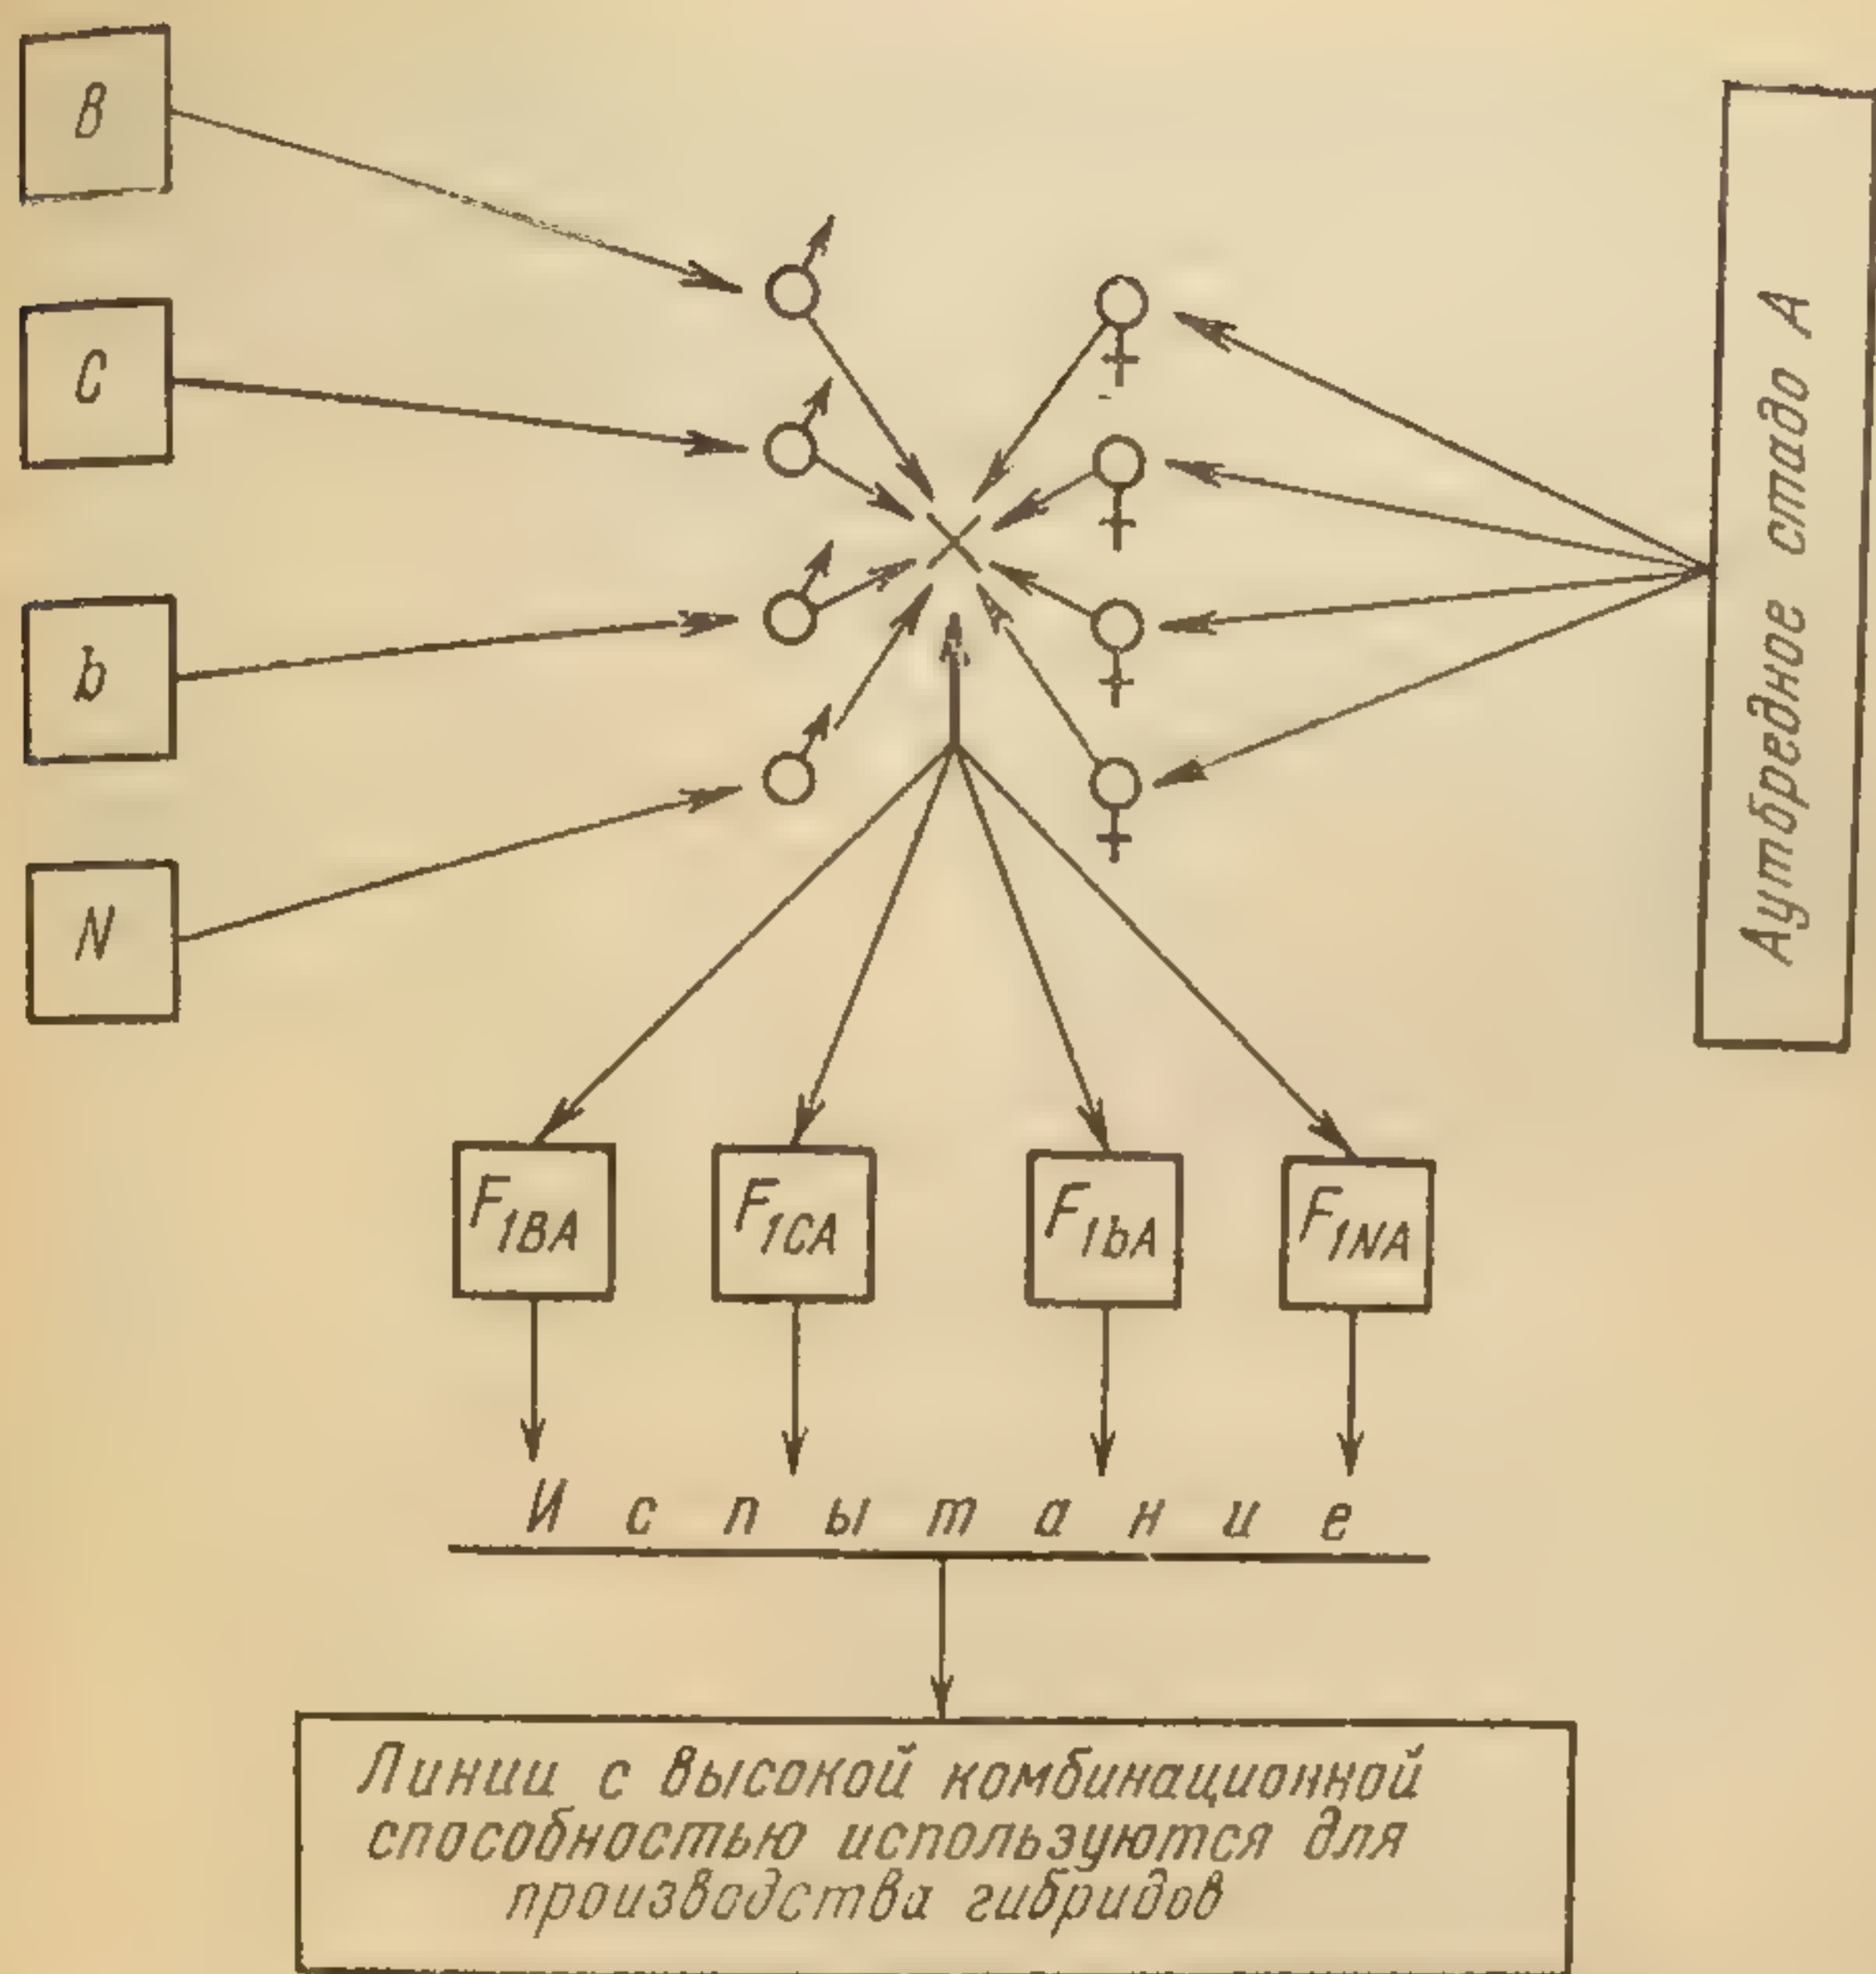 B
C
b
N
Аутбредное стадо А
F1BA
F1CA
F1bA
F1NA
Испытание
Линии с высокой комбинационной
способностью используются для
производства гибридов